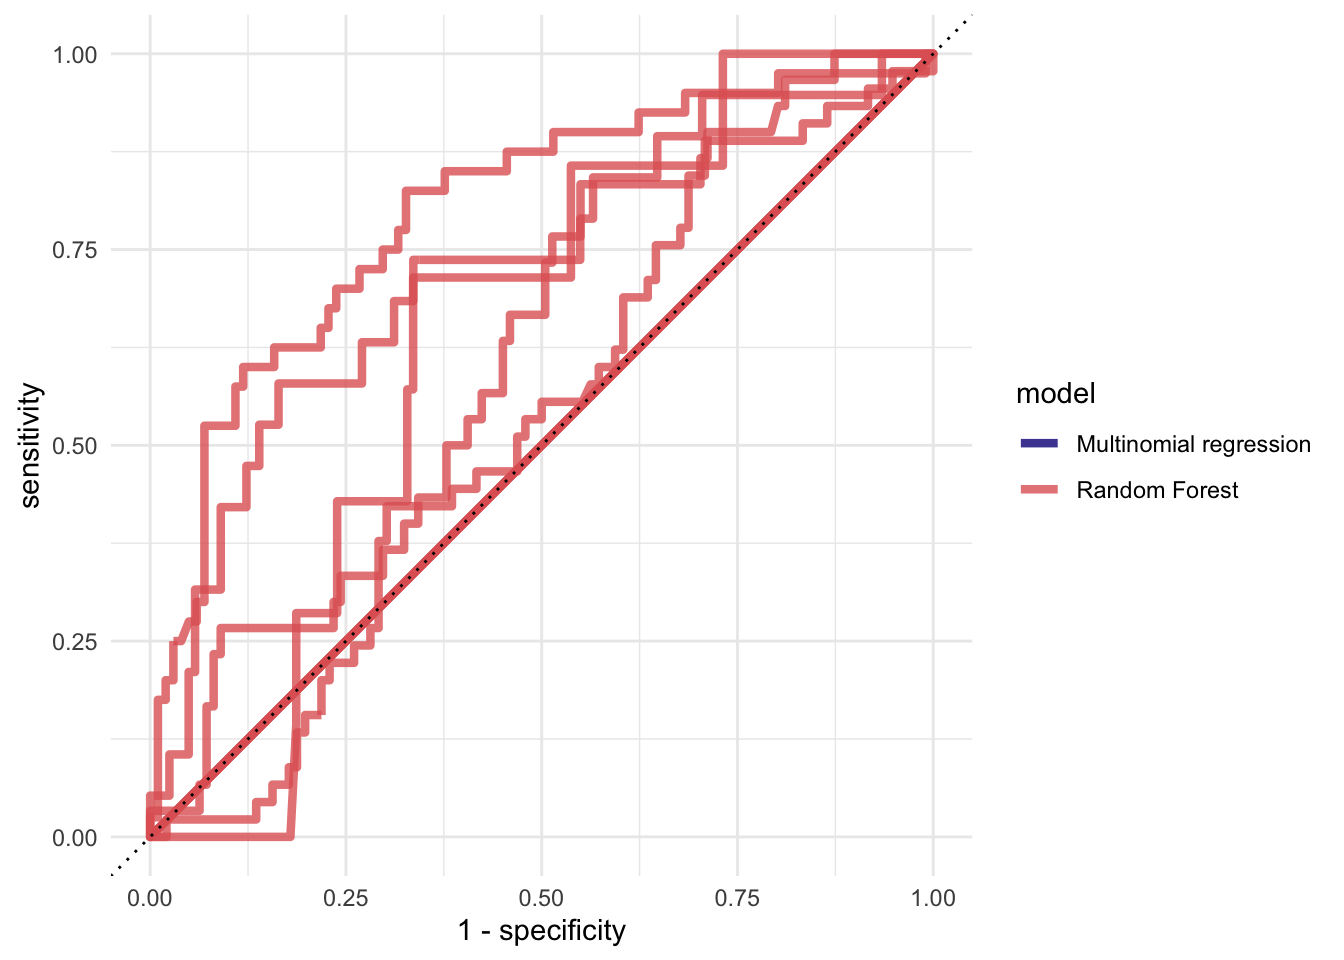 1.00
0.75
0.50
0.25
0.00
sensitivity
0.00 0.25 0.50 0.75 1.00
1 - specificity
model
Multinomial regression
Random Forest